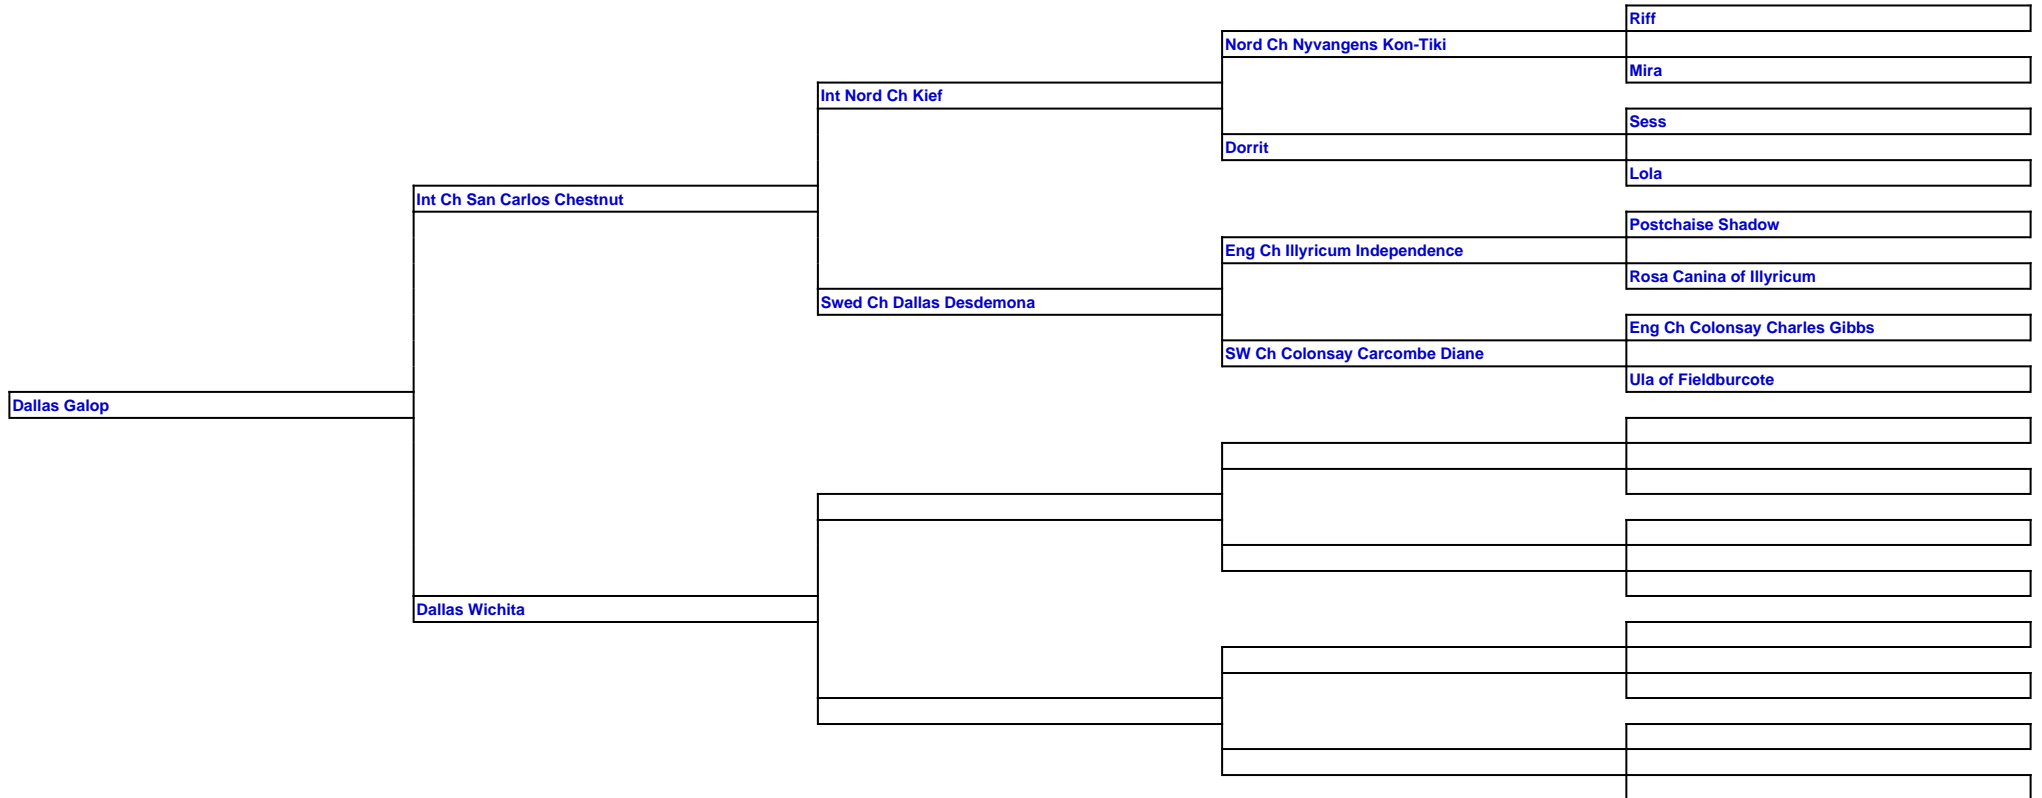 Riff
Nord Ch Nyvangens Kon-Tiki
Mira
Int Nord Ch Kief
Sess
Dorrit
Lola
Int Ch San Carlos Chestnut
Postchaise Shadow
Eng Ch Illyricum Independence
Rosa Canina of Illyricum
Swed Ch Dallas Desdemona
Eng Ch Colonsay Charles Gibbs
SW Ch Colonsay Carcombe Diane
Ula of Fieldburcote
Dallas Galop
Dallas Wichita